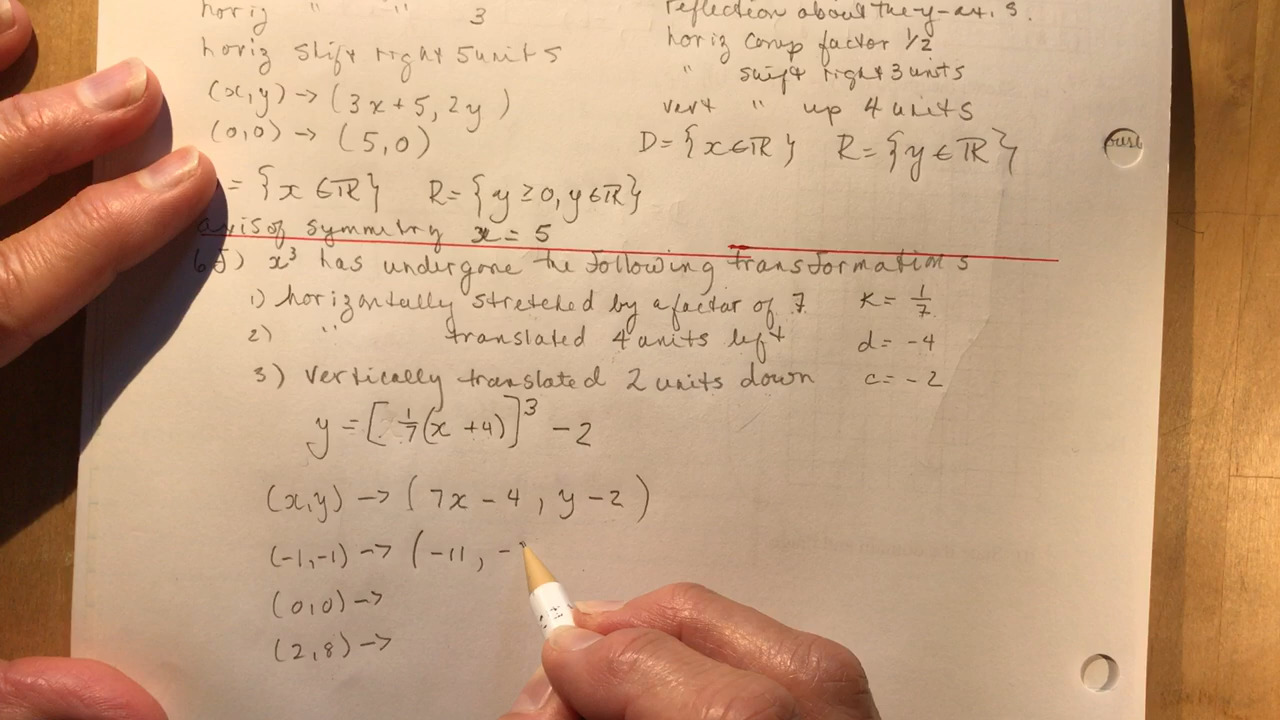 horiz " " 3
horiz shift right 5 units
(x,y) -> (3x+5, 2y)
(0,0) -> (5,0)
= {x ∈ ℝ} R = {y ≥ 0, y ∈ ℝ}
axis of symmetry x = 5
reflection about the y-axis.
horiz comp factor 1/2
" shift right 3 units
vert " up 4 units
D = {x ∈ ℝ} R = {y ∈ ℝ}
x³ has undergone the following transformations
1) horizontally stretched by a factor of 7 K = 1/7
2) " translated 4 units left d = -4
3) vertically translated 2 units down c = -2
y = [1/7(x+4)]³ - 2
(x,y) -> (7x-4, y-2)
(-1,-1) -> (-11, -
(0,0) ->
(2,8) ->